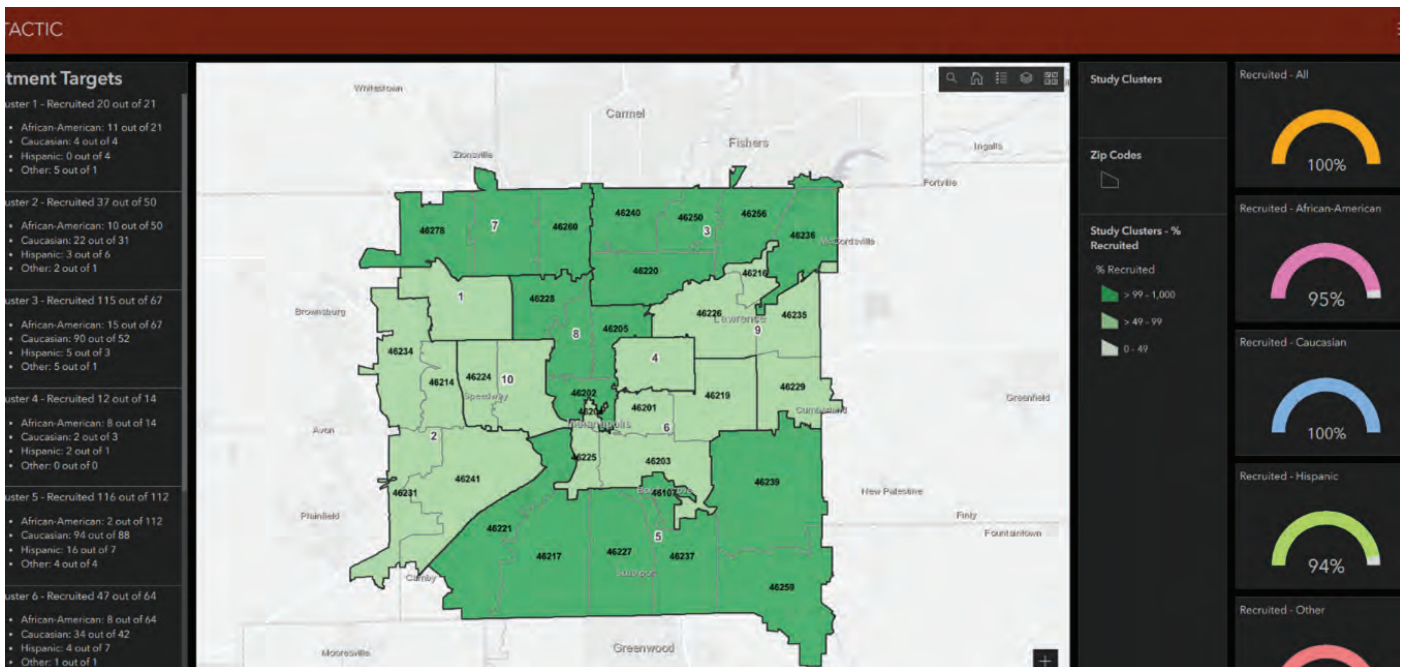 TACTIC
tment Targets
uster 1 - Recruited 20 out of 21
• African-American: 11 out of 21
• Caucasian: 4 out of 4
• Hispanic: 0 out of 4
• Other: 5 out of 1
uster 2 - Recruited 37 out of 50
• African-American: 10 out of 50
• Caucasian: 22 out of 31
• Hispanic: 3 out of 6
• Other: 2 out of 1
uster 3 - Recruited 115 out of 67
• African-American: 15 out of 67
• Caucasian: 90 out of 52
• Hispanic: 5 out of 3
• Other: 5 out of 1
uster 4 - Recruited 12 out of 14
• African-American: 8 out of 14
• Caucasian: 2 out of 3
• Hispanic: 2 out of 1
• Other: 0 out of 0
uster 5 - Recruited 116 out of 112
• African-American: 2 out of 112
• Caucasian: 94 out of 88
• Hispanic: 16 out of 7
• Other: 4 out of 4
uster 6 - Recruited 47 out of 64
• African-American: 8 out of 64
• Caucasian: 34 out of 42
• Hispanic: 4 out of 7
• Other: 1 out of 1
Whitestown
Carmel
Fishers
Zionsville
Ingalls
Fortville
46278
7
46260
46240
46250
3
46256
46236
McCordsville
46220
46216
1
46228
Brownsburg
46226
Lawrence
9
46235
8
46205
46234
4
46214
46224
10
Speedway
46219
46229
46202
46201
Cumberland
Greenfield
Indianapolis
6
Avon
2
46225
46203
46241
46231
46239
46107
New Palestine
Plainfield
46221
Finly
Fountaintown
5
46217
46227
46237
Camby
46259
Mooresville
Greenwood
Study Clusters
Zip Codes
Study Clusters - %
Recruited
% Recruited
> 99 - 1,000
> 49 - 99
0 - 49
Recruited - All
100%
Recruited - African-American
95%
Recruited - Caucasian
100%
Recruited - Hispanic
94%
Recruited - Other